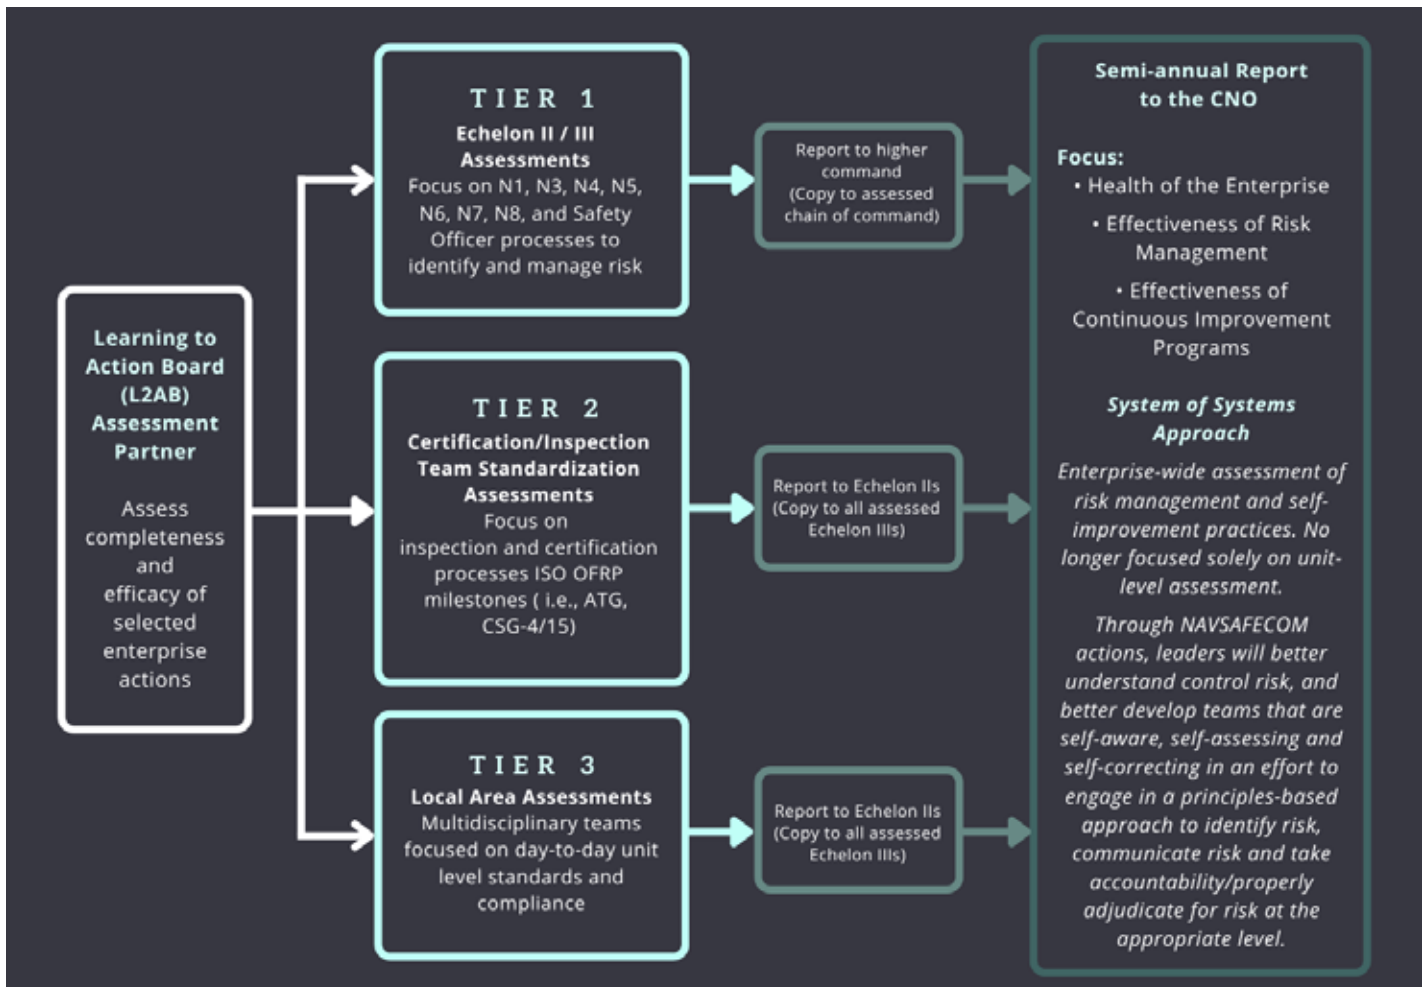 Learning to
Action Board
(L2AB)
Assessment
Partner
Assess
completeness
and
efficacy of
selected
enterprise
actions
TIER 1
Echelon II / III
Assessments
Focus on N1, N3, N4, N5,
N6, N7, N8, and Safety
Officer processes to
identify and manage risk
Report to higher
command
(Copy to assessed
chain of command)
TIER 2
Certification/Inspection
Team Standardization
Assessments
Focus on
inspection and certification
processes ISO OFRP
milestones ( i.e., ATG,
CSG-4/15)
Report to Echelon IIs
(Copy to all assessed
Echelon IIIs)
TIER 3
Local Area Assessments
Multidisciplinary teams
focused on day-to-day unit
level standards and
compliance
Report to Echelon IIs
(Copy to all assessed
Echelon IIIs)
Semi-annual Report
to the CNO
Focus:
• Health of the Enterprise
• Effectiveness of Risk
Management
• Effectiveness of
Continuous Improvement
Programs
System of Systems
Approach
Enterprise-wide assessment of
risk management and self-
improvement practices. No
longer focused solely on unit-
level assessment.
Through NAVSAFECOM
actions, leaders will better
understand control risk, and
better develop teams that are
self-aware, self-assessing and
self-correcting in an effort to
engage in a principles-based
approach to identify risk,
communicate risk and take
accountability/properly
adjudicate for risk at the
appropriate level.